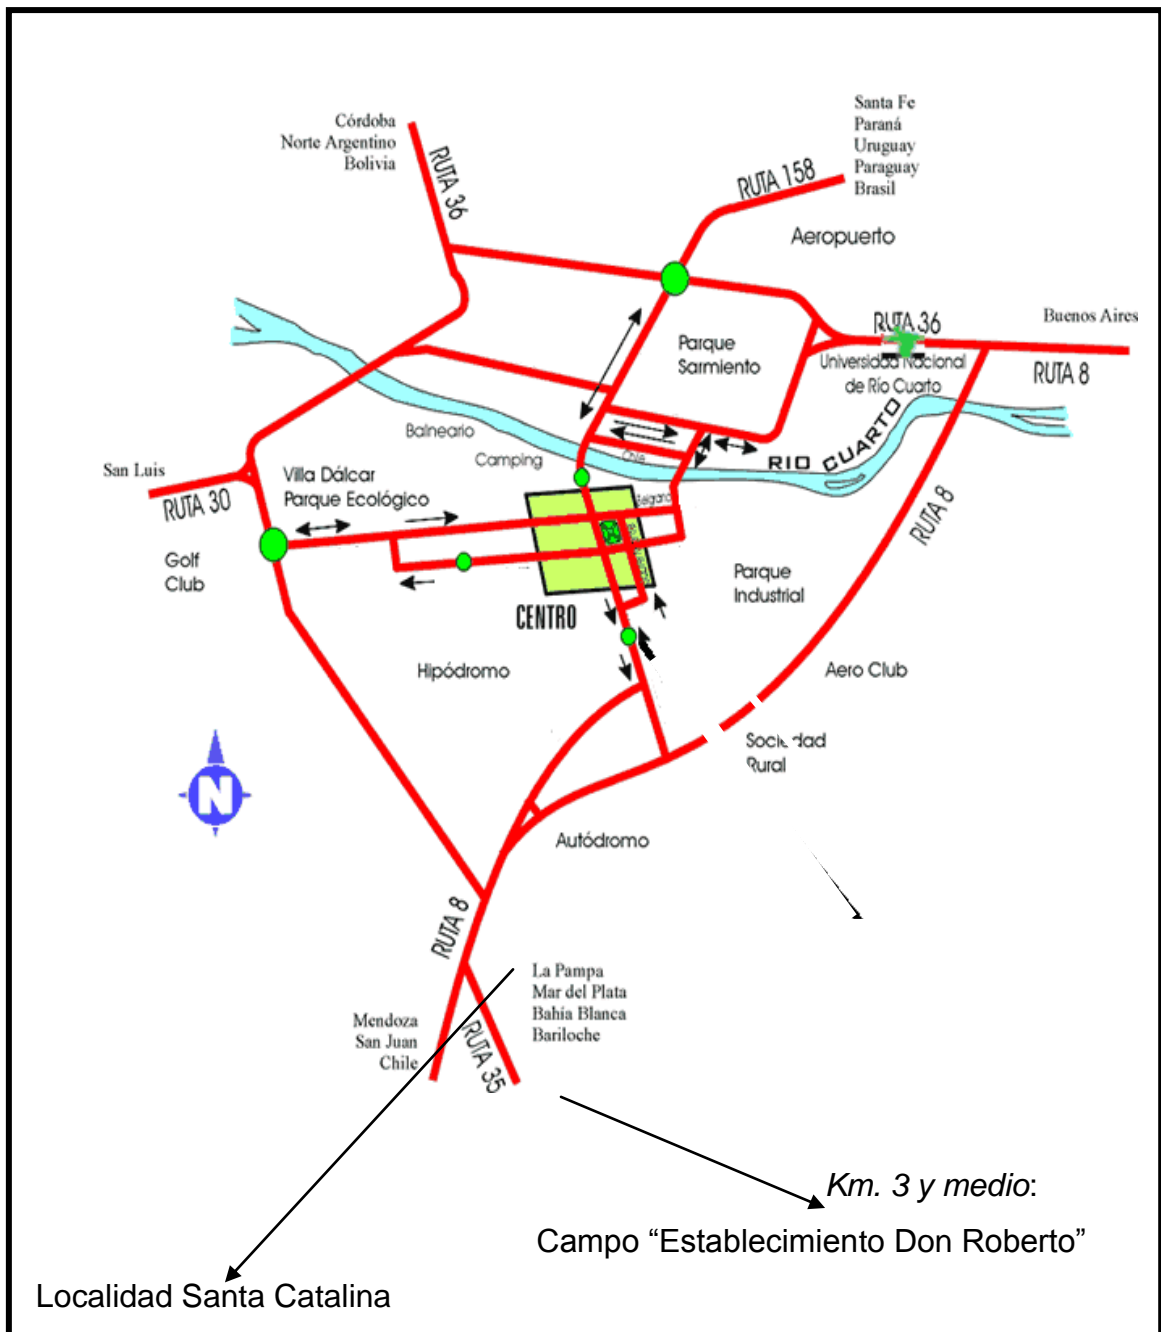 Córdoba
Norte Argentino
Bolivia
RUTA 36
RUTA 158
Santa Fe
Paraná
Uruguay
Paraguay
Brasil
Aeropuerto
RUTA 36
Buenos Aires
Parque
Sarmiento
Universidad Nacional
de Río Cuarto
RUTA 8
Balneario
Camping
Chile
RIO CUARTO
San Luis
RUTA 30
Villa Dálcar
Parque Ecológico
Belgrano
RUTA 8
Golf
Club
CENTRO
Parque
Industrial
Hipódromo
Aero Club
Sociedad
Rural
N
Autódromo
RUTA 8
La Pampa
Mar del Plata
Bahía Blanca
Bariloche
Mendoza
San Juan
Chile
RUTA 35
Km. 3 y medio:
Campo “Establecimiento Don Roberto”
Localidad Santa Catalina